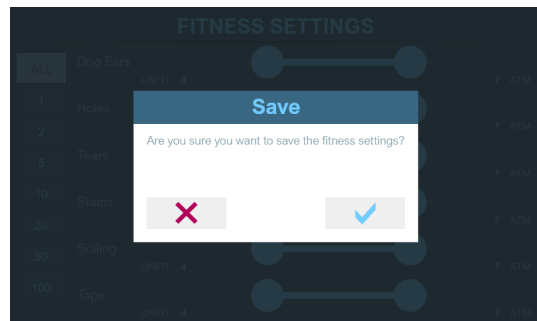 FITNESS SETTINGS
ALL
1
2
5
10
20
50
100
Dog Ears
UNFIT 4
7 ATM
Holes
7 ATM
Tears
7 ATM
Stains
7 ATM
Soiling
UNFIT 4
7 ATM
Tape
UNFIT 4
7 ATM
Save
Are you sure you want to save the fitness settings?